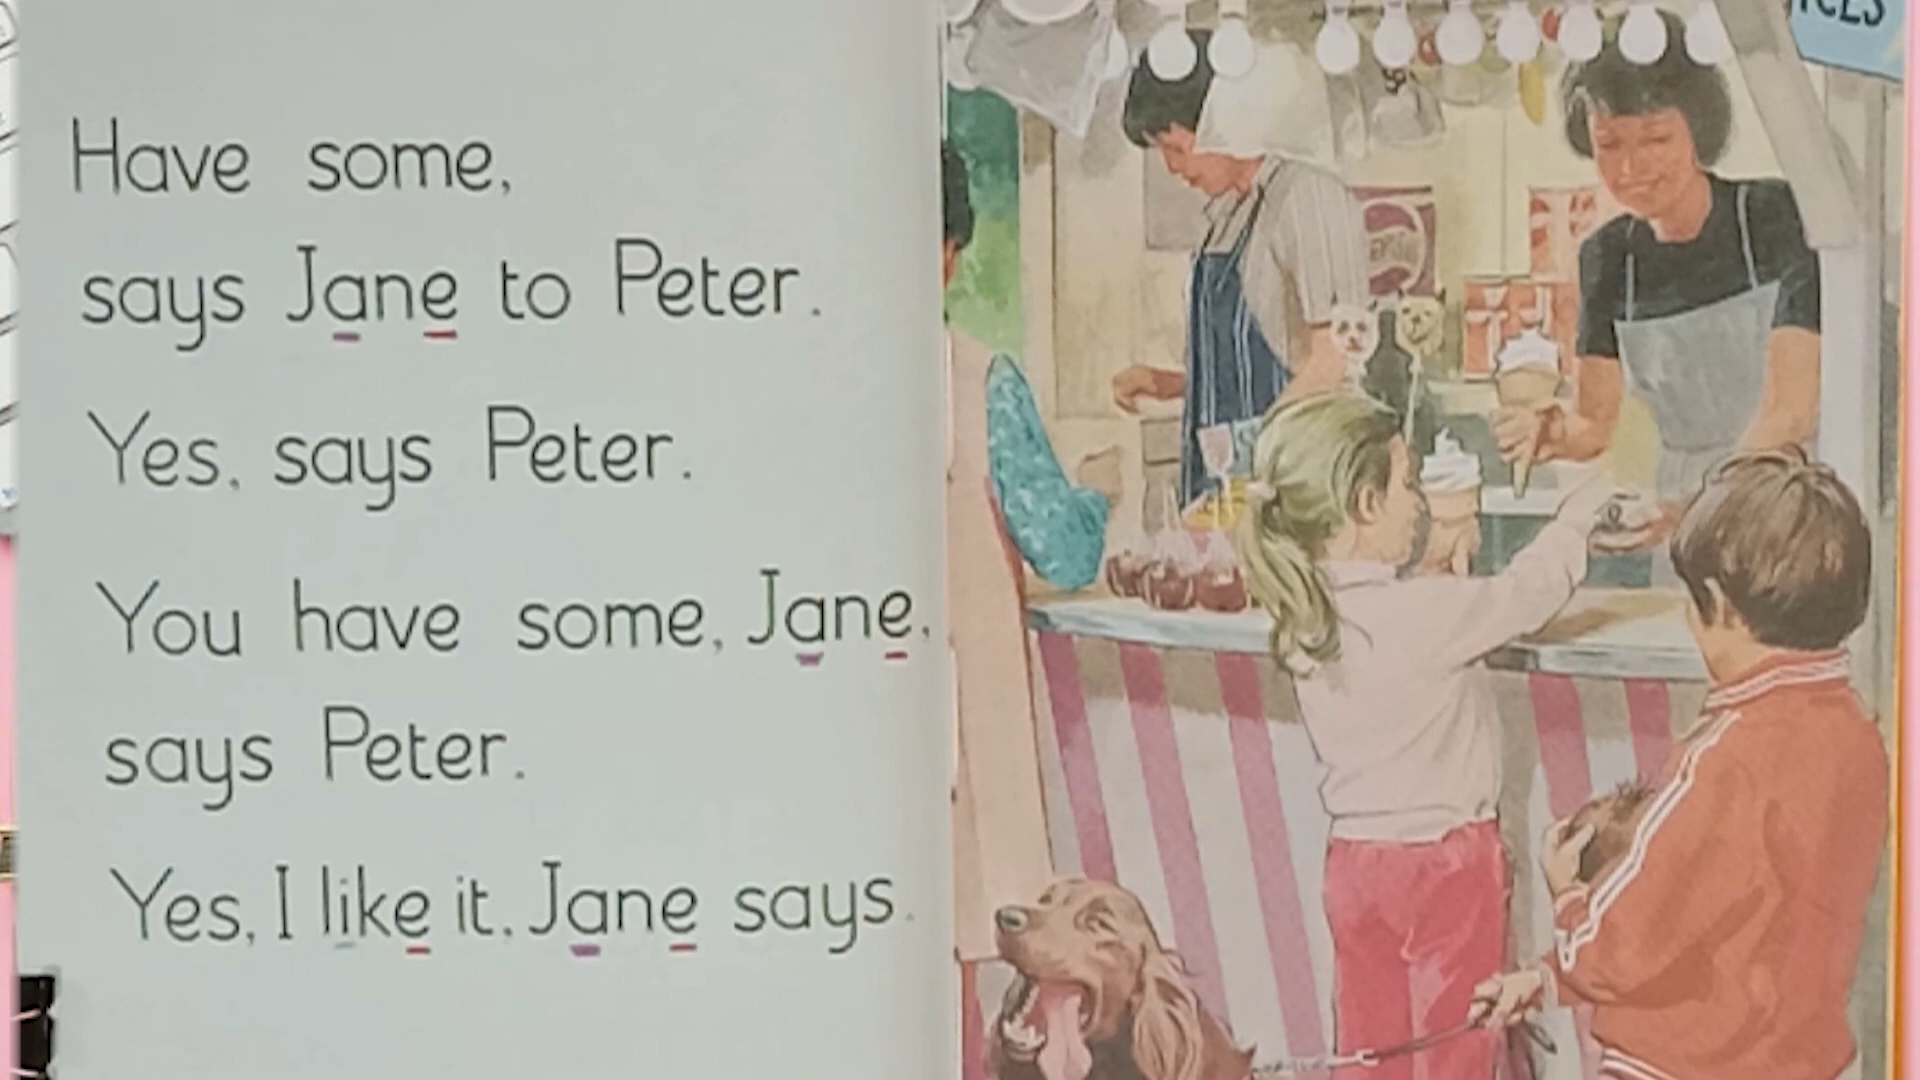 Have some,
says Jane to Peter.
Yes, says Peter.
You have some, Jane,
says Peter.
Yes, I like it, Jane says.